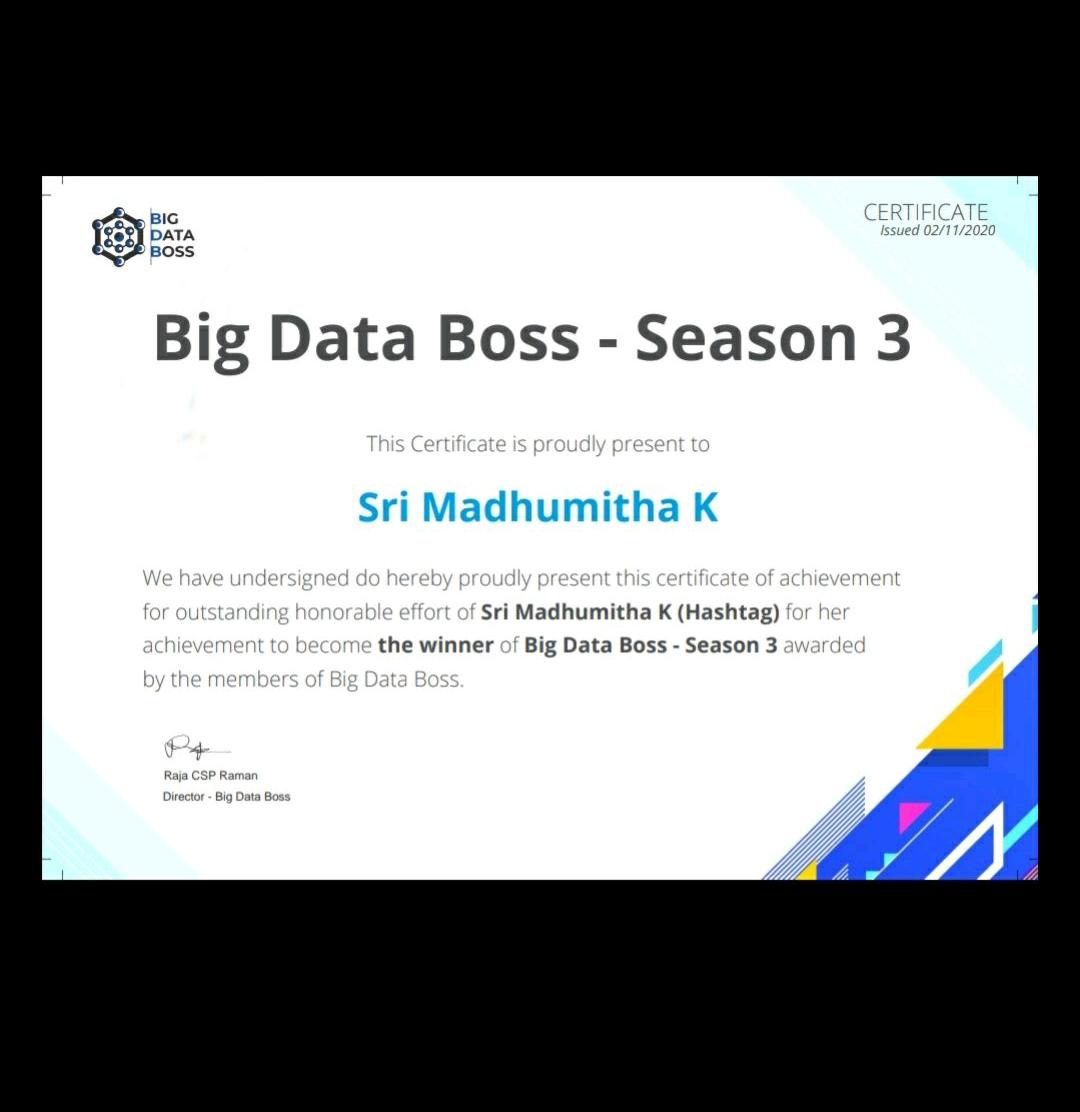 BIG
DATA
BOSS
CERTIFICATE
Issued 02/11/2020
Big Data Boss - Season 3
This Certificate is proudly present to
Sri Madhumitha K
We have undersigned do hereby proudly present this certificate of achievement
for outstanding honorable effort of Sri Madhumitha K (Hashtag) for her
achievement to become the winner of Big Data Boss - Season 3 awarded
by the members of Big Data Boss.
Raja CSP Raman
Director - Big Data Boss